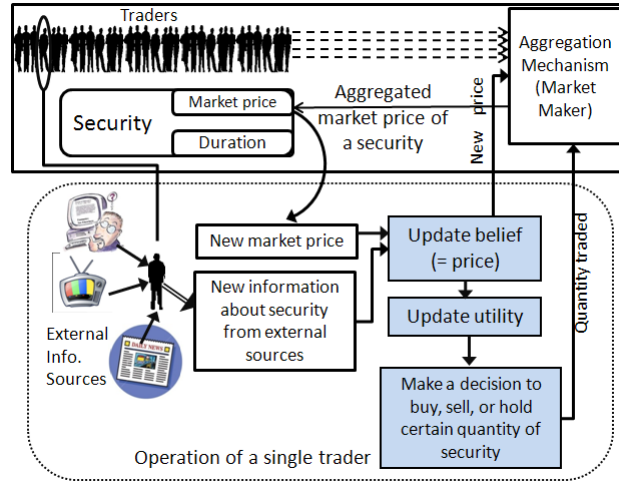 Traders
Aggregation
Mechanism
(Market
Maker)
Security
Market price
Duration
Aggregated
market price of
a security
New price
Quantity traded
New market price
New information
about security
from external
sources
Update belief
(= price)
Update utility
Make a decision to
buy, sell, or hold
certain quantity of
security
External
Info.
Sources
DAILY NEWS
Operation of a single trader